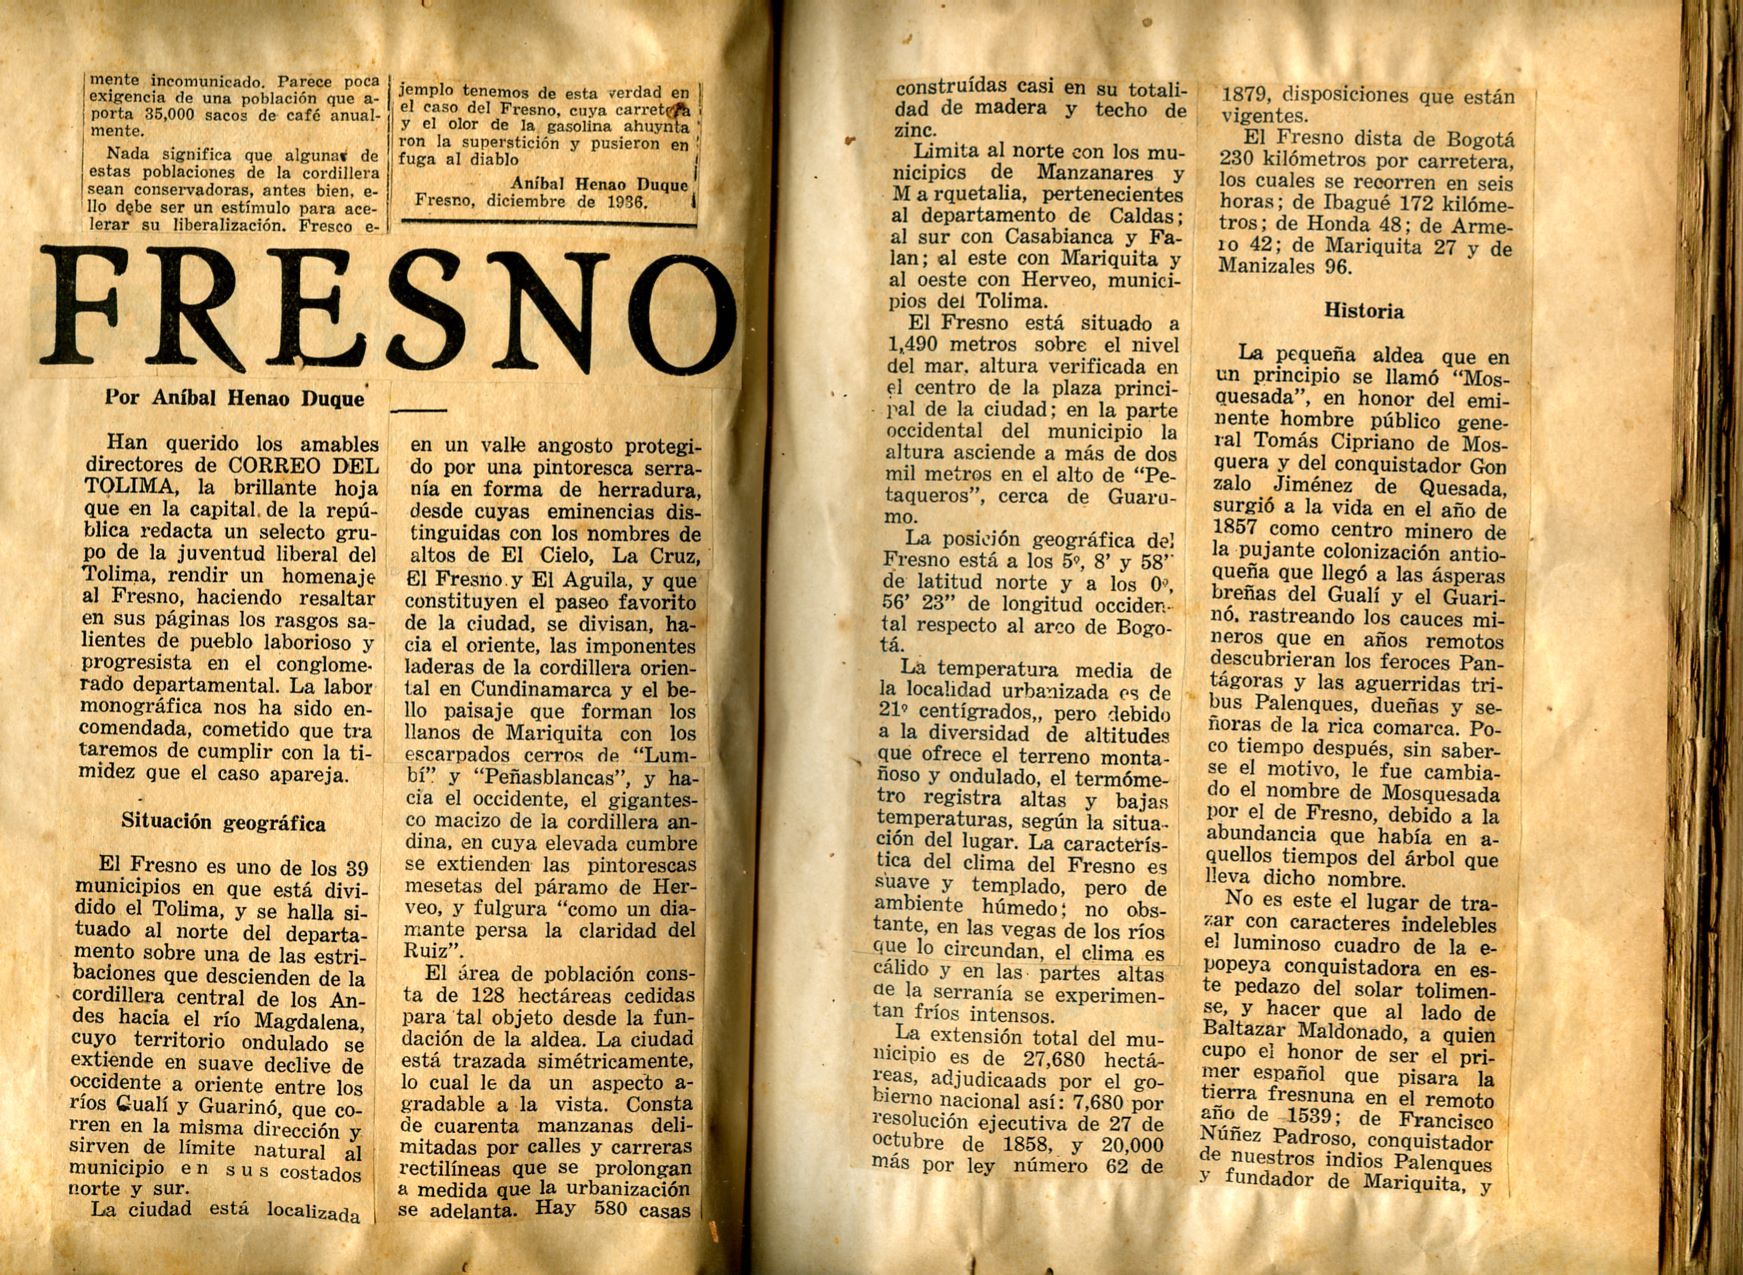 mente incomunicado. Parece poca
exigencia de una población que a-
porta 35,000 sacos de café anual-
mente.
Nada significa que algunas de
estas poblaciones de la cordillera
sean conservadoras, antes bien, e-
llo debe ser un estímulo para ace-
lerar su liberalización. Fresco e-
jemplo tenemos de esta verdad en
el caso del Fresno, cuya carretera
y el olor de la gasolina ahuynta
ron la superstición y pusieron en
fuga al diablo
Aníbal Henao Duque
Fresno, diciembre de 1936.
FRESNO
Por Aníbal Henao Duque
Han querido los amables
directores de CORREO DEL
TOLIMA, la brillante hoja
que en la capital de la repú-
blica redacta un selecto gru-
po de la juventud liberal del
Tolima, rendir un homenaje
al Fresno, haciendo resaltar
en sus páginas los rasgos sa-
lientes de pueblo laborioso y
progresista en el conglome-
rado departamental. La labor
monográfica nos ha sido en-
comendada, cometido que tra
taremos de cumplir con la ti-
midez que el caso apareja.
Situación geográfica
El Fresno es uno de los 39
municipios en que está divi-
dido el Tolima, y se halla si-
tuado al norte del departa-
mento sobre una de las estri-
baciones que descienden de la
cordillera central de los An-
des hacia el río Magdalena,
cuyo territorio ondulado se
extiende en suave declive de
occidente a oriente entre los
ríos Gualí y Guarinó, que co-
rren en la misma dirección y
sirven de límite natural al
municipio en sus costados
norte y sur.
La ciudad está localizada
en un valle angosto protegi-
do por una pintoresca serra-
nía en forma de herradura,
desde cuyas eminencias dis-
tinguidas con los nombres de
altos de El Cielo, La Cruz,
El Fresno y El Aguila, y que
constituyen el paseo favorito
de la ciudad, se divisan, ha-
cia el oriente, las imponentes
laderas de la cordillera orien-
tal en Cundinamarca y el be-
llo paisaje que forman los
llanos de Mariquita con los
escarpados cerros de "Lum-
bí" y "Peñasblancas", y ha-
cia el occidente, el gigantes-
co macizo de la cordillera an-
dina, en cuya elevada cumbre
se extienden las pintorescas
mesetas del páramo de Her-
veo, y fulgura "como un dia-
mante persa la claridad del
Ruiz".
El área de población cons-
ta de 128 hectáreas cedidas
para tal objeto desde la fun-
dación de la aldea. La ciudad
está trazada simétricamente,
lo cual le da un aspecto a-
gradable a la vista. Consta
de cuarenta manzanas deli-
mitadas por calles y carreras
rectilíneas que se prolongan
a medida que la urbanización
se adelanta. Hay 580 casas
construídas casi en su totali-
dad de madera y techo de
zinc.
Limita al norte con los mu-
nicipios de Manzanares y
Marquetalia, pertenecientes
al departamento de Caldas;
al sur con Casabianca y Fa-
lan; al este con Mariquita y
al oeste con Herveo, munici-
pios del Tolima.
El Fresno está situado a
1,490 metros sobre el nivel
del mar, altura verificada en
el centro de la plaza princi-
pal de la ciudad; en la parte
occidental del municipio la
altura asciende a más de dos
mil metros en el alto de "Pe-
taqueros", cerca de Guaru-
mo.
La posición geográfica del
Fresno está a los 5º, 8' y 58"
de latitud norte y a los 0º,
56' 23" de longitud occiden-
tal respecto al arco de Bogo-
tá.
La temperatura media de
la localidad urbanizada es de
21º centígrados,, pero debido
a la diversidad de altitudes
que ofrece el terreno monta-
ñoso y ondulado, el termóme-
tro registra altas y bajas
temperaturas, según la situa-
ción del lugar. La caracterís-
tica del clima del Fresno es
suave y templado, pero de
ambiente húmedo; no obs-
tante, en las vegas de los ríos
que lo circundan, el clima es
cálido y en las partes altas
de la serranía se experimen-
tan fríos intensos.
La extensión total del mu-
nicipio es de 27,680 hectá-
reas, adjudicaads por el go-
bierno nacional así: 7,680 por
resolución ejecutiva de 27 de
octubre de 1858, y 20,000
más por ley número 62 de
1879, disposiciones que están
vigentes.
El Fresno dista de Bogotá
230 kilómetros por carretera,
los cuales se recorren en seis
horas; de Ibagué 172 kilóme-
tros; de Honda 48; de Arme-
ro 42; de Mariquita 27 y de
Manizales 96.
Historia
La pequeña aldea que en
un principio se llamó "Mos-
quesada", en honor del emi-
nente hombre público gene-
ral Tomás Cipriano de Mos-
quera y del conquistador Gon
zalo Jiménez de Quesada,
surgió a la vida en el año de
1857 como centro minero de
la pujante colonización antio-
queña que llegó a las ásperas
breñas del Gualí y el Guari-
nó, rastreando los cauces mi-
neros que en años remotos
descubrieran los feroces Pan-
tágoras y las aguerridas tri-
bus Palenques, dueñas y se-
ñoras de la rica comarca. Po-
co tiempo después, sin saber-
se el motivo, le fue cambia-
do el nombre de Mosquesada
por el de Fresno, debido a la
abundancia que había en a-
quellos tiempos del árbol que
lleva dicho nombre.
No es este el lugar de tra-
zar con caracteres indelebles
el luminoso cuadro de la e-
popeya conquistadora en es-
te pedazo del solar tolimen-
se, y hacer que al lado de
Baltazar Maldonado, a quien
cupo el honor de ser el pri-
mer español que pisara la
tierra fresnuna en el remoto
año de 1539; de Francisco
Núñez Padroso, conquistador
de nuestros indios Palenques
y fundador de Mariquita, y